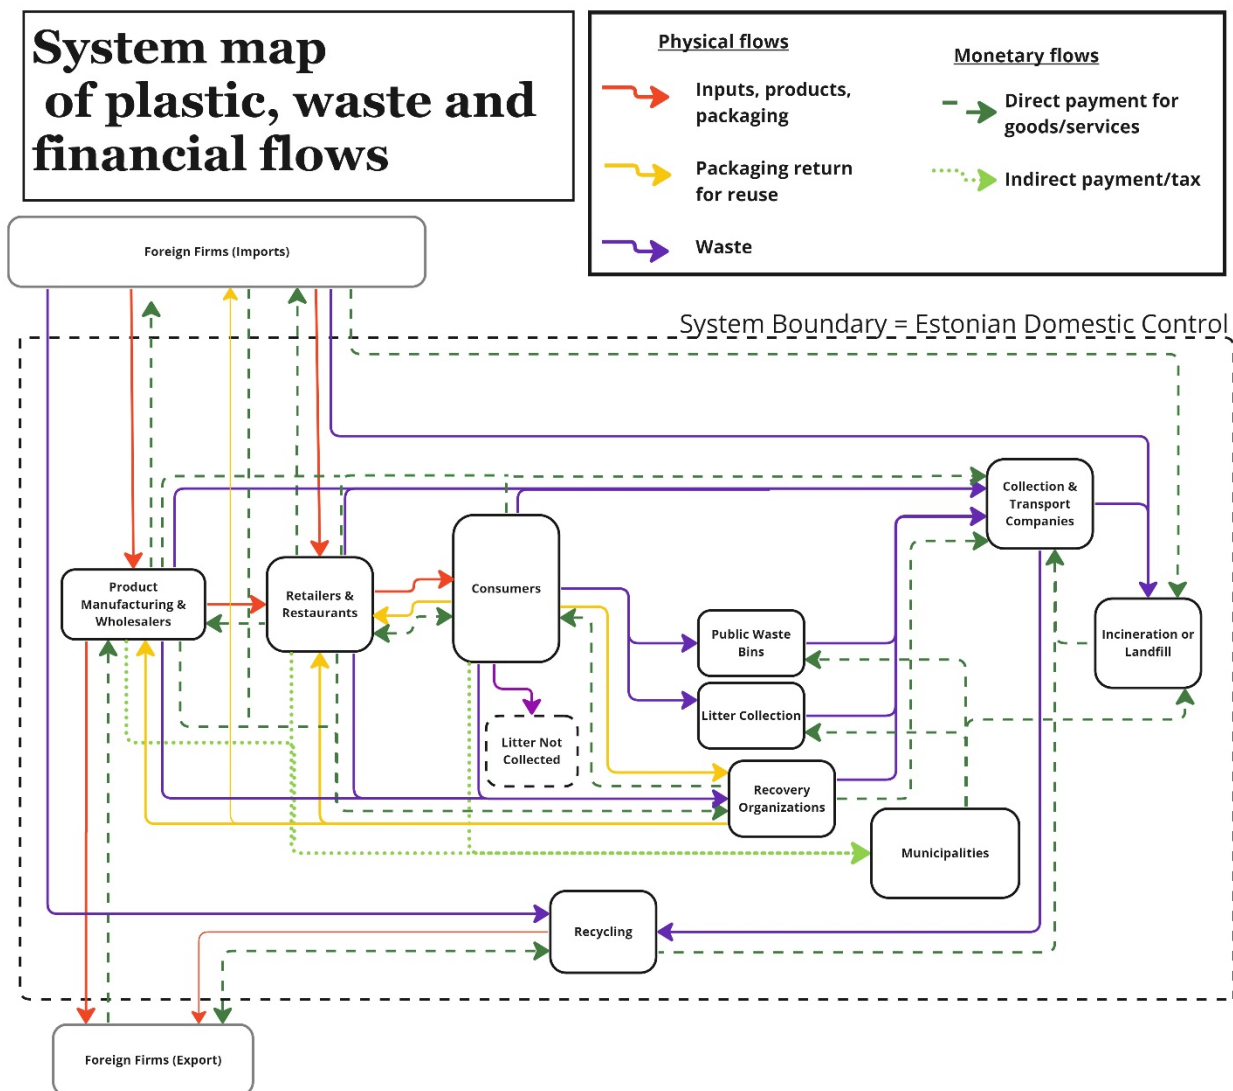 System map
of plastic, waste and
financial flows
Physical flows
Inputs, products,
packaging
Packaging return
for reuse
Waste
Monetary flows
Direct payment for
goods/services
Indirect payment/tax
Foreign Firms (Imports)
System Boundary = Estonian Domestic Control
Collection &
Transport
Companies
Product
Manufacturing &
Wholesalers
Retailers &
Restaurants
Consumers
Public Waste
Bins
Incineration or
Landfill
Litter Collection
Litter Not
Collected
Recovery
Organizations
Municipalities
Recycling
Foreign Firms (Export)